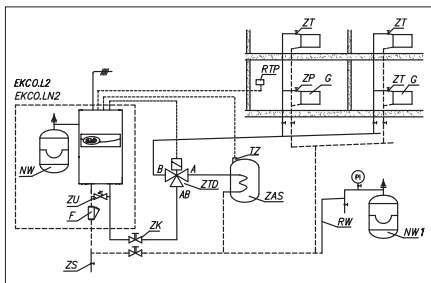 ZT
ZT
EKCO.L2
EKCO.LN2
RTP
ZP
G
ZT
G
NW
B
A
TZ
AB
ZTD
ZAS
ZU
F
ZK
ZS
PI
RW
NW1